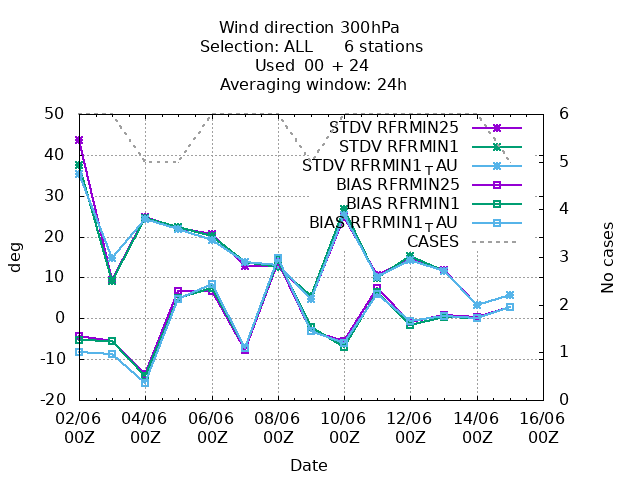 Wind direction 300hPa
Selection: ALL 6 stations
Used 00 + 24
Averaging window: 24h
50
40
30
20
10
0
-10
-20
deg
6
5
4
3
2
1
0
No cases
STDV RFRMIN25
STDV RFRMIN1
STDV RFRMIN1_TAU
BIAS RFRMIN25
BIAS RFRMIN1
BIAS RFRMIN1_TAU
CASES
02/06 04/06 06/06 08/06 10/06 12/06 14/06 16/06
00Z 00Z 00Z 00Z 00Z 00Z 00Z 00Z
Date